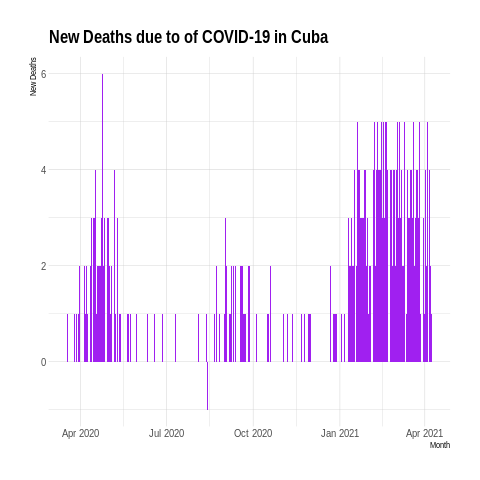 New Deaths due to of COVID-19 in Cuba
New Deaths
6
4
2
0
Apr 2020 Jul 2020 Oct 2020 Jan 2021 Apr 2021
Month